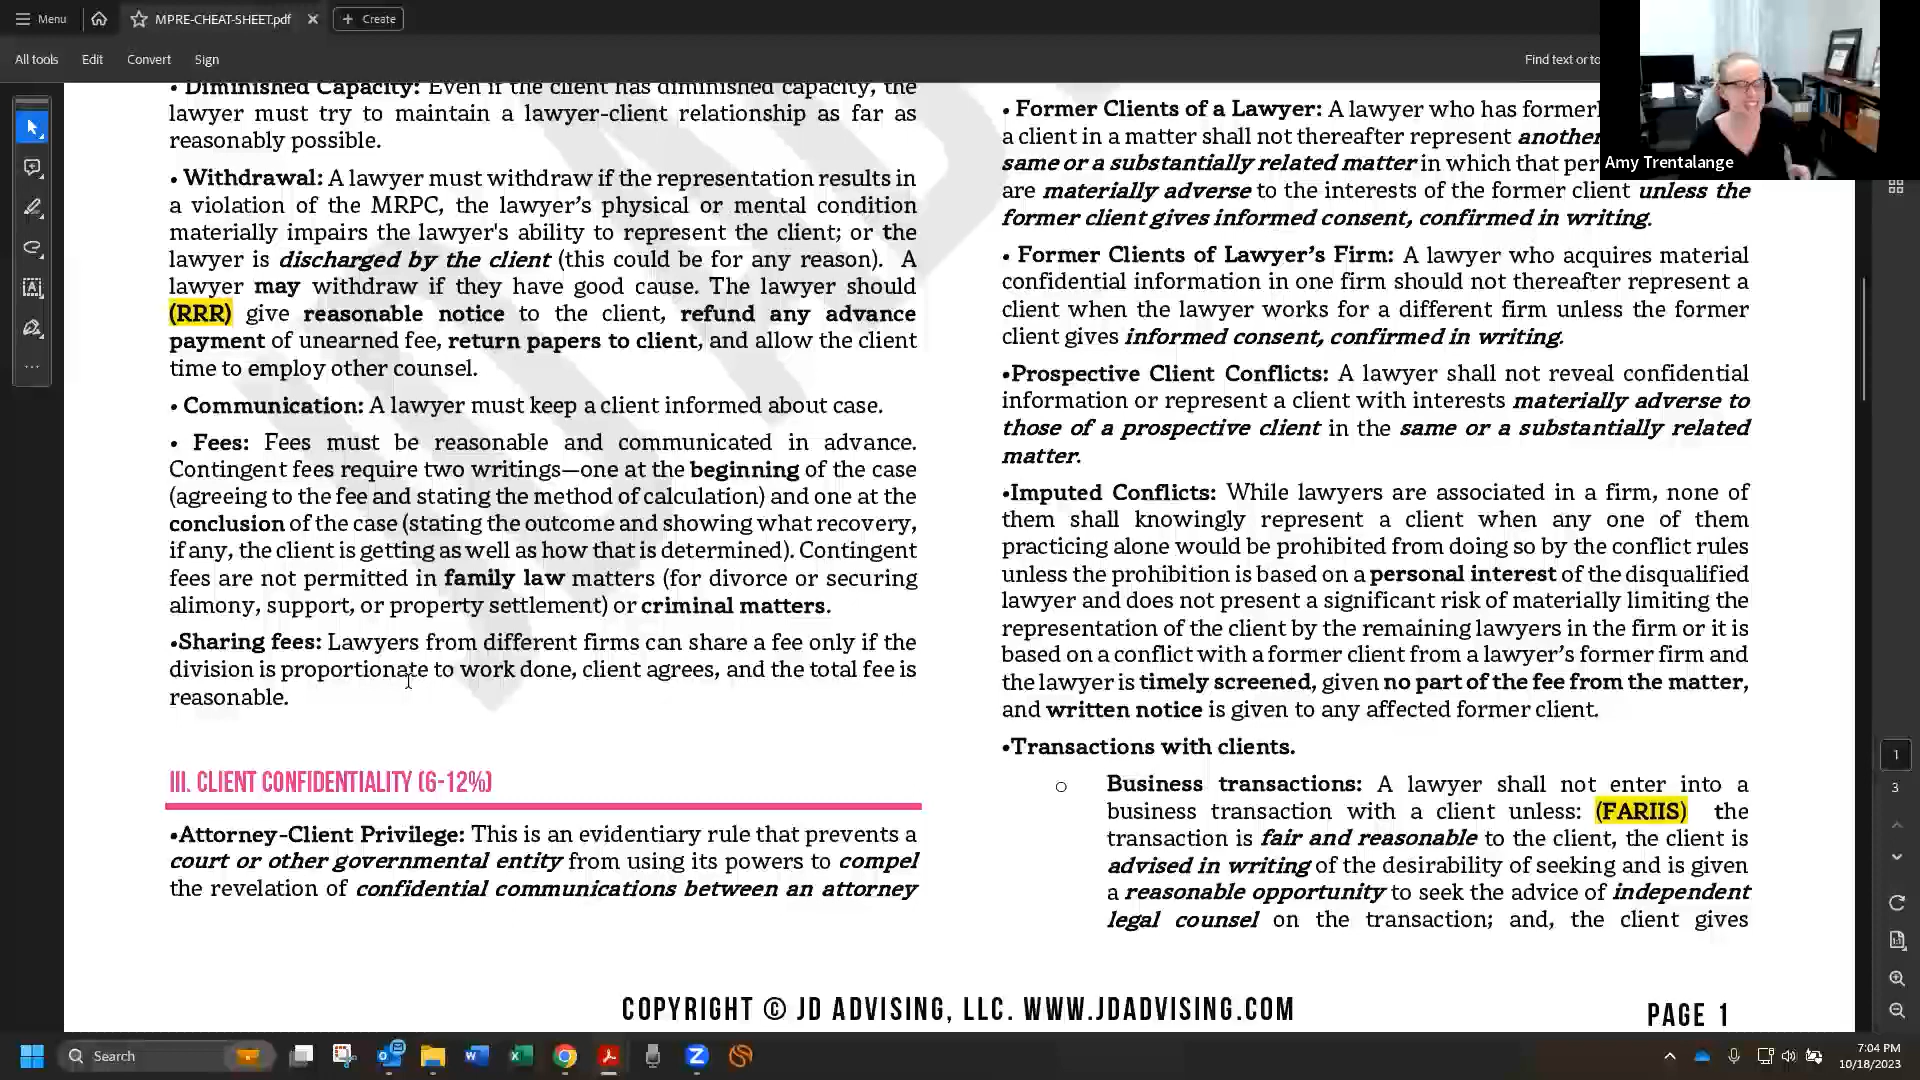 Menu
MPRE-CHEAT-SHEET.pdf
Create
All tools
Edit
Convert
Sign
Find text or to
Amy Trentalange
• Diminished Capacity: Even if the client has diminished capacity, the
lawyer must try to maintain a lawyer-client relationship as far as
reasonably possible.
• Withdrawal: A lawyer must withdraw if the representation results in
a violation of the MRPC, the lawyer’s physical or mental condition
materially impairs the lawyer's ability to represent the client; or the
lawyer is discharged by the client (this could be for any reason). A
lawyer may withdraw if they have good cause. The lawyer should
(RRR) give reasonable notice to the client, refund any advance
payment of unearned fee, return papers to client, and allow the client
time to employ other counsel.
• Communication: A lawyer must keep a client informed about case.
• Fees: Fees must be reasonable and communicated in advance.
Contingent fees require two writings—one at the beginning of the case
(agreeing to the fee and stating the method of calculation) and one at the
conclusion of the case (stating the outcome and showing what recovery,
if any, the client is getting as well as how that is determined). Contingent
fees are not permitted in family law matters (for divorce or securing
alimony, support, or property settlement) or criminal matters.
•Sharing fees: Lawyers from different firms can share a fee only if the
division is proportionate to work done, client agrees, and the total fee is
reasonable.
III. CLIENT CONFIDENTIALITY (6-12%)
•Attorney-Client Privilege: This is an evidentiary rule that prevents a
court or other governmental entity from using its powers to compel
the revelation of confidential communications between an attorney
• Former Clients of a Lawyer: A lawyer who has former
a client in a matter shall not thereafter represent another
same or a substantially related matter in which that per
are materially adverse to the interests of the former client unless the
former client gives informed consent, confirmed in writing.
• Former Clients of Lawyer’s Firm: A lawyer who acquires material
confidential information in one firm should not thereafter represent a
client when the lawyer works for a different firm unless the former
client gives informed consent, confirmed in writing.
•Prospective Client Conflicts: A lawyer shall not reveal confidential
information or represent a client with interests materially adverse to
those of a prospective client in the same or a substantially related
matter.
•Imputed Conflicts: While lawyers are associated in a firm, none of
them shall knowingly represent a client when any one of them
practicing alone would be prohibited from doing so by the conflict rules
unless the prohibition is based on a personal interest of the disqualified
lawyer and does not present a significant risk of materially limiting the
representation of the client by the remaining lawyers in the firm or it is
based on a conflict with a former client from a lawyer’s former firm and
the lawyer is timely screened, given no part of the fee from the matter,
and written notice is given to any affected former client.
•Transactions with clients.
o Business transactions: A lawyer shall not enter into a
business transaction with a client unless: (FARIIS) the
transaction is fair and reasonable to the client, the client is
advised in writing of the desirability of seeking and is given
a reasonable opportunity to seek the advice of independent
legal counsel on the transaction; and, the client gives
COPYRIGHT © JD ADVISING, LLC. WWW.JDADVISING.COM
PAGE 1
1
3
Search
7:04 PM
10/18/2023